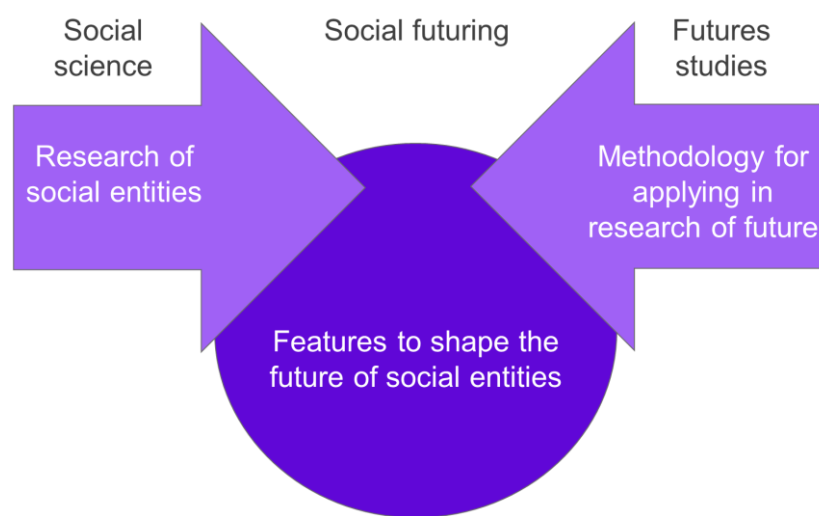 Social
science
Social futuring
Futures
studies
Research of
social entities
Methodology for
applying in
research of future
Features to shape the
future of social entities